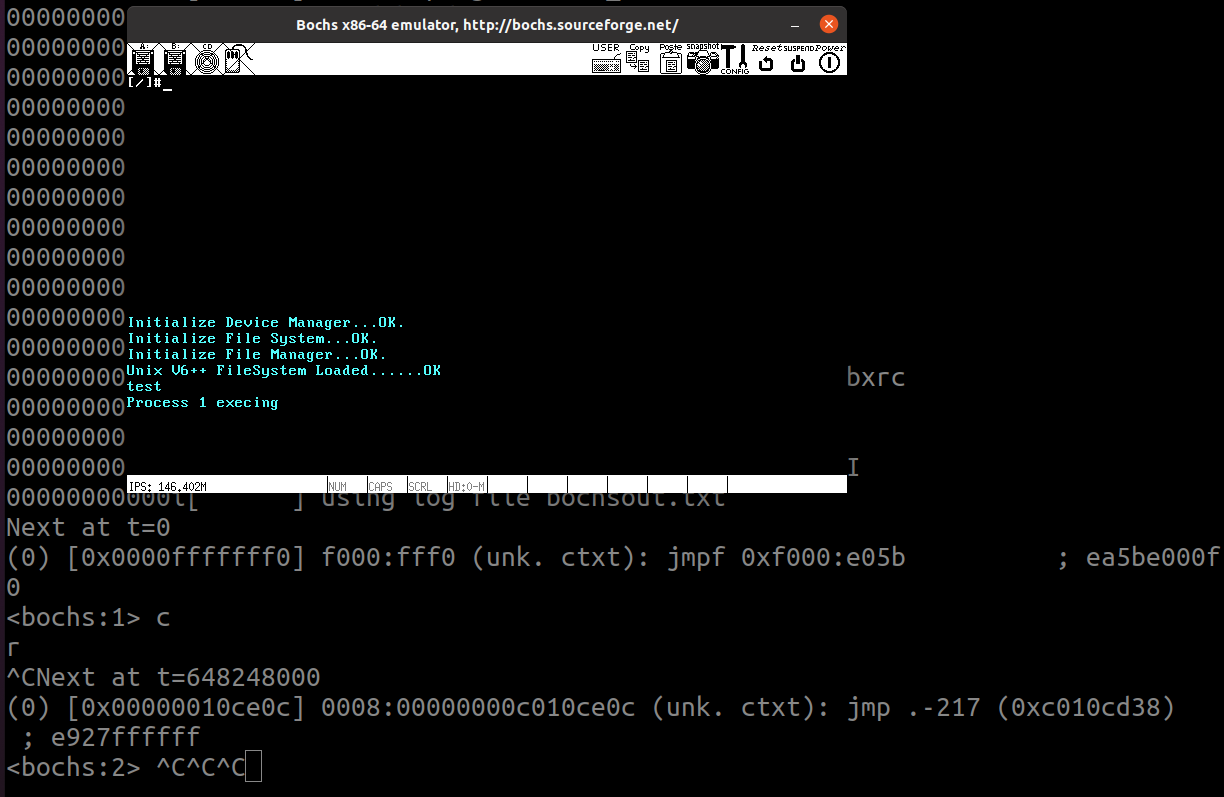 00000000
Bochs x86-64 emulator, http://bochs.sourceforge.net/
00000000
A: B: CD USER Copy Paste snapshot CONFIG Reset SUSPEND Power
00000000
[/]#_
00000000
00000000
00000000
00000000
00000000
00000000
00000000
00000000
Initialize Device Manager...OK.
00000000
Initialize File System...OK.
00000000
Initialize File Manager...OK.
Unix V6++ FileSystem Loaded......OK
00000000 bxrc
test
Process 1 execing
00000000
00000000
00000000
IPS: 146.402M NUM CAPS SCRL HD:0-M
000000000000l[ ] using log file bochsout.txt
Next at t=0
(0) [0x0000fffffff0] f000:fff0 (unk. ctxt): jmpf 0xf000:e05b ; ea5be000f
0
<bochs:1> c
r
^CNext at t=648248000
(0) [0x00000010ce0c] 0008:00000000c010ce0c (unk. ctxt): jmp .-217 (0xc010cd38)
; e927ffffff
<bochs:2> ^C^C^C